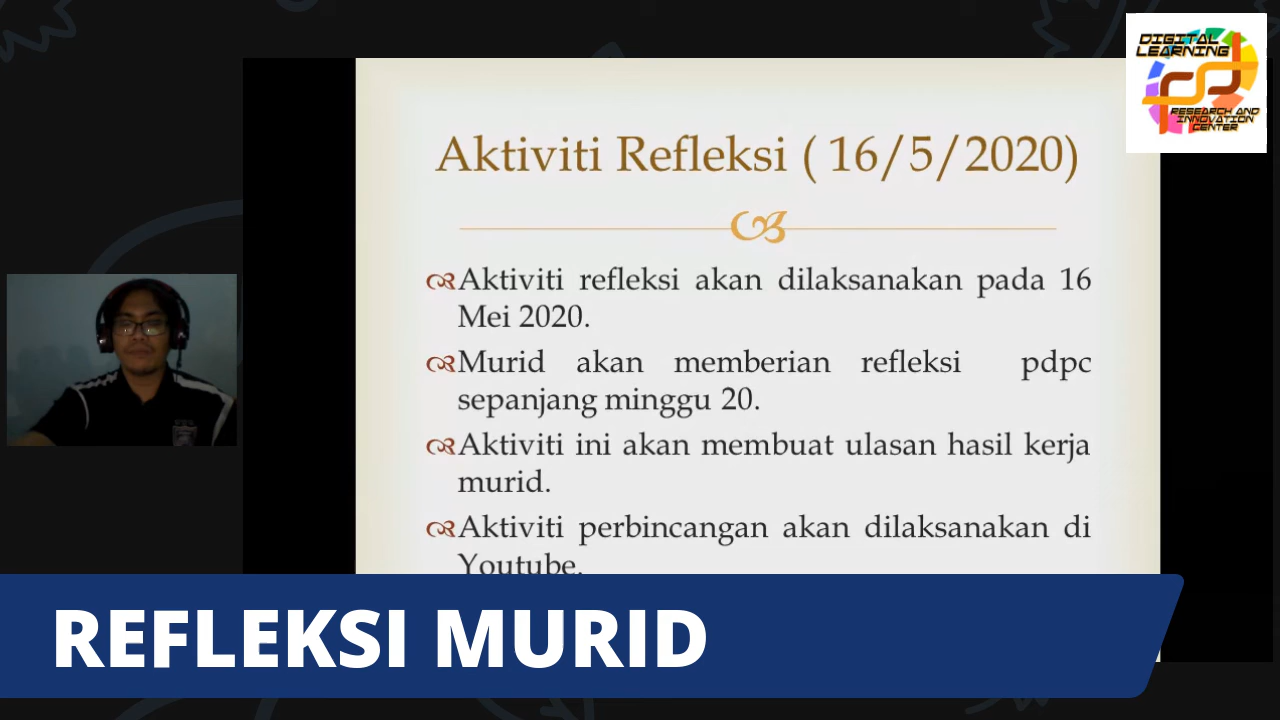 DIGITAL
LEARNING
RESEARCH AND
INNOVATION
CENTER
Aktiviti Refleksi ( 16/5/2020)
Aktiviti refleksi akan dilaksanakan pada 16
Mei 2020.
Murid akan memberian refleksi pdpc
sepanjang minggu 20.
Aktiviti ini akan membuat ulasan hasil kerja
murid.
Aktiviti perbincangan akan dilaksanakan di
Youtube.
REFLEKSI MURID